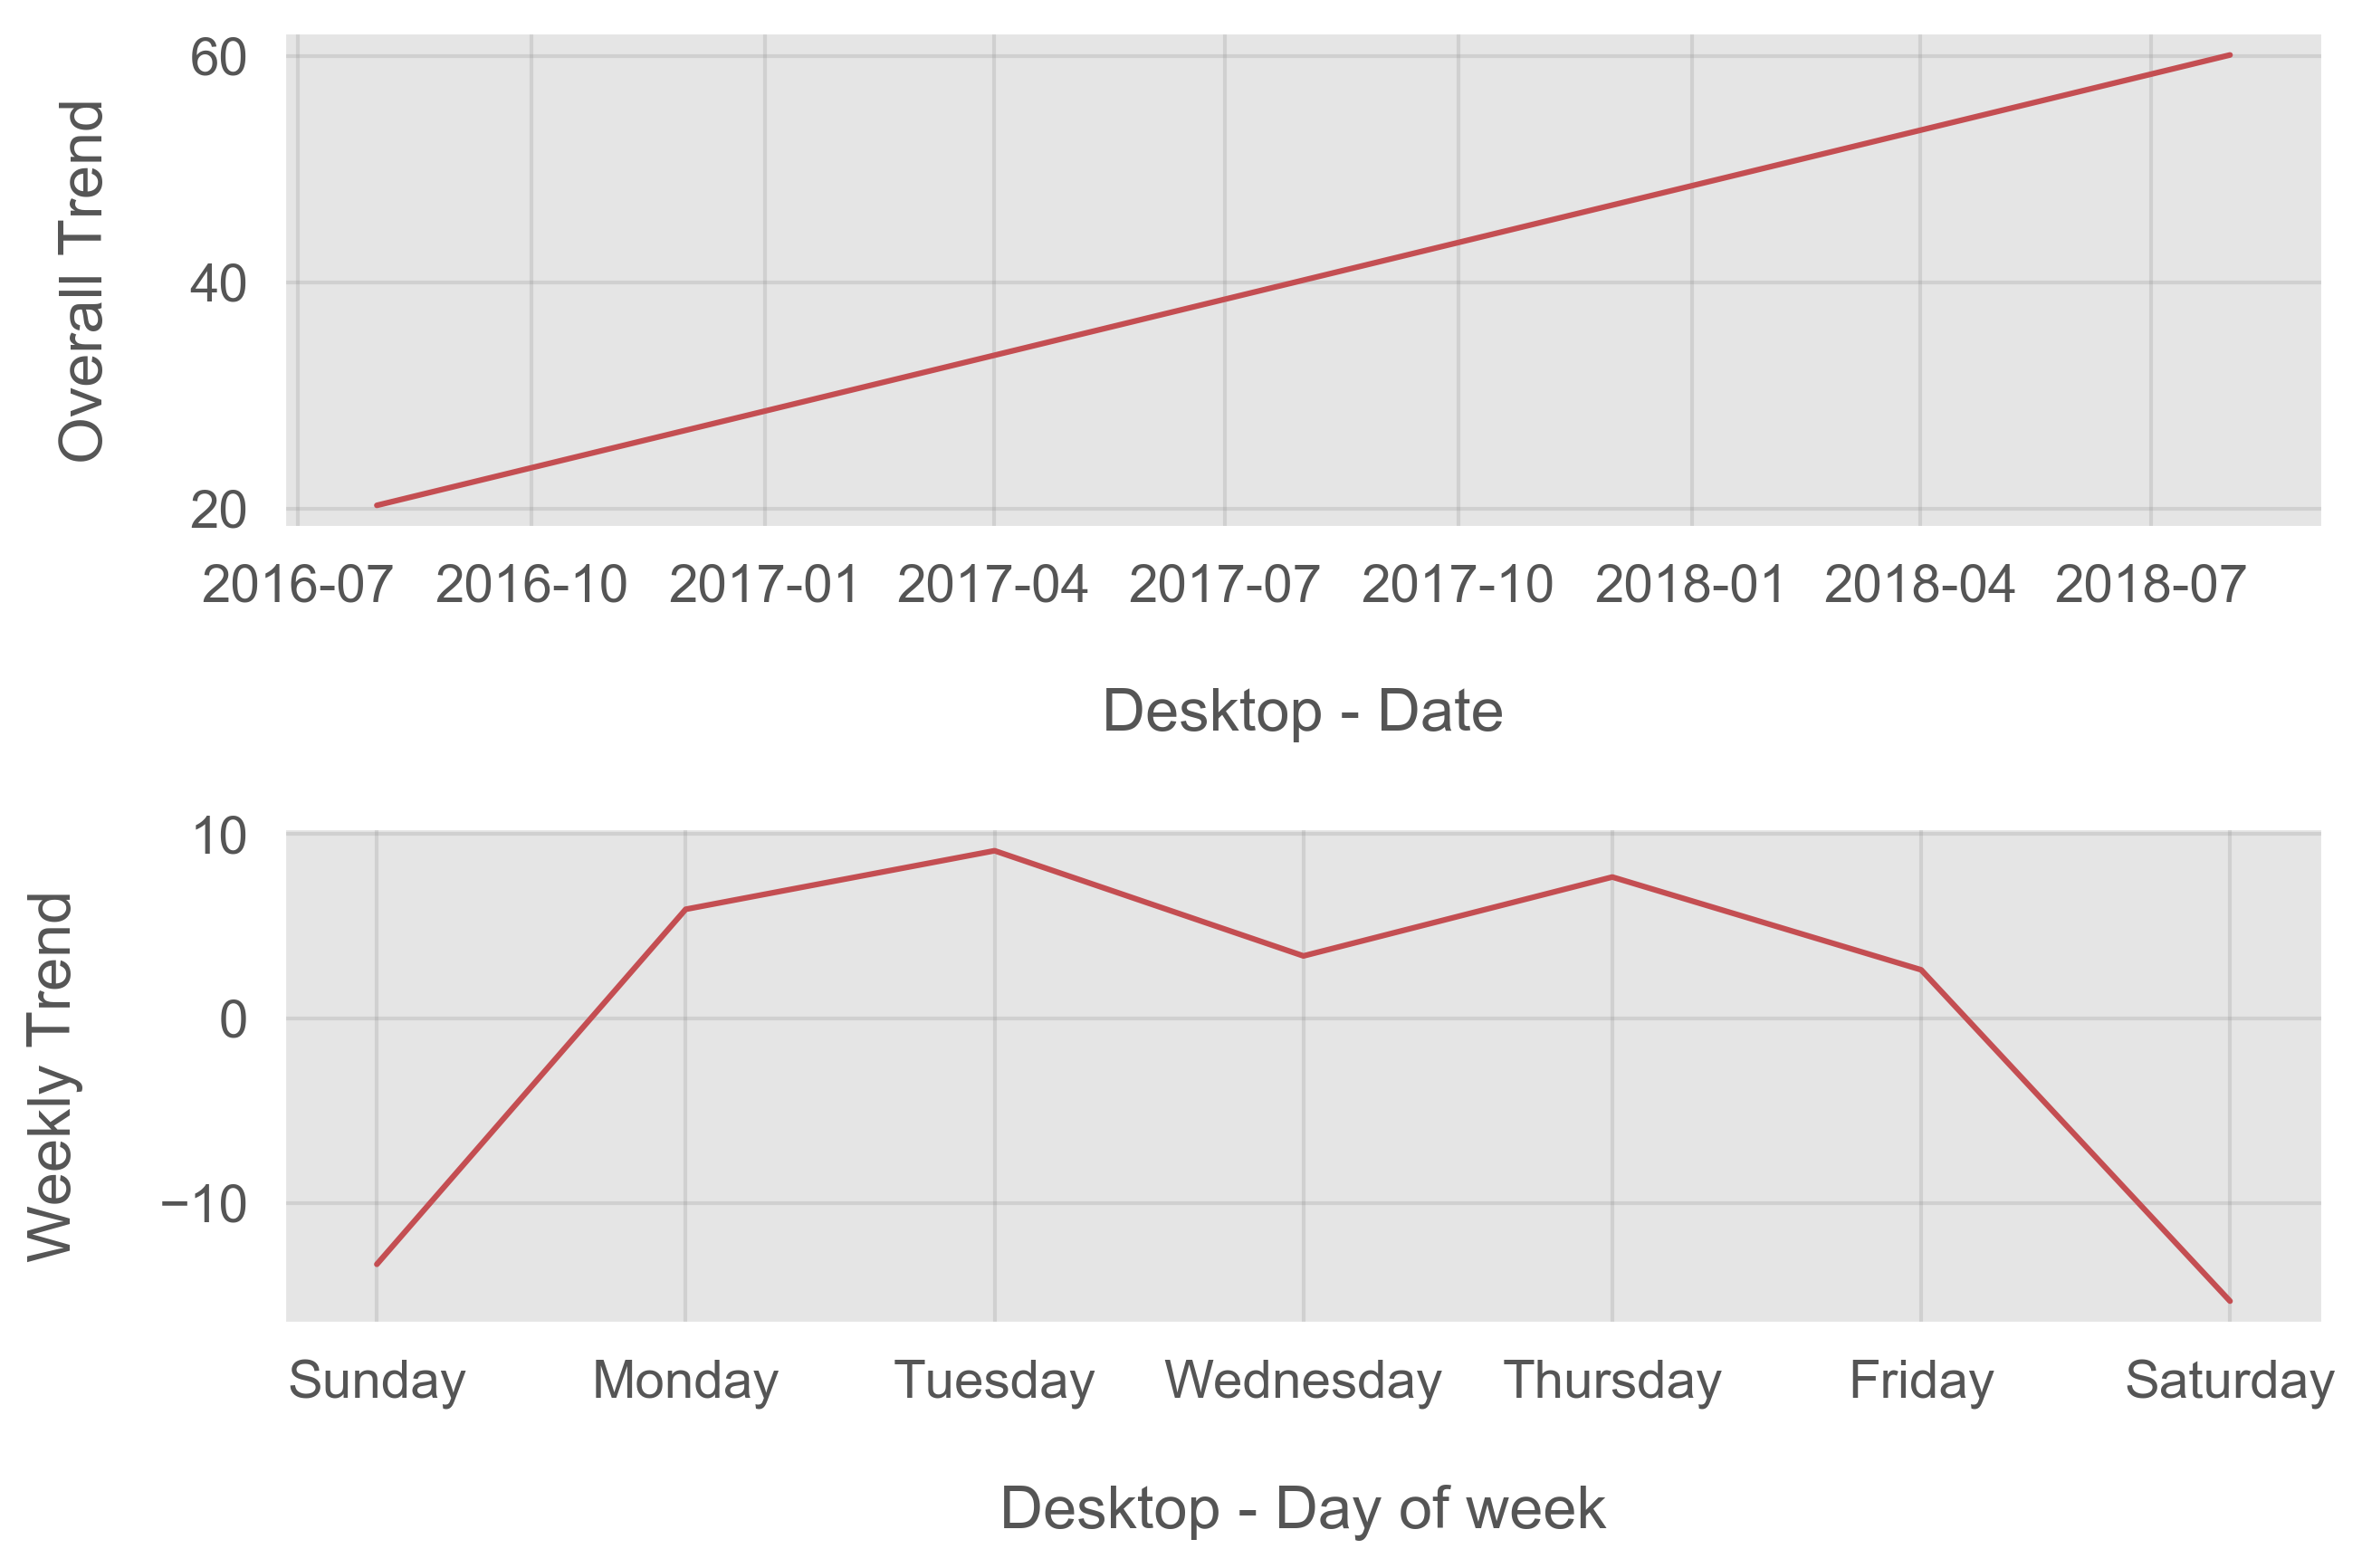 Overall Trend
60
40
20
2016-07 2016-10 2017-01 2017-04 2017-07 2017-10 2018-01 2018-04 2018-07
Desktop - Date
Weekly Trend
10
0
−10
Sunday Monday Tuesday Wednesday Thursday Friday Saturday
Desktop - Day of week